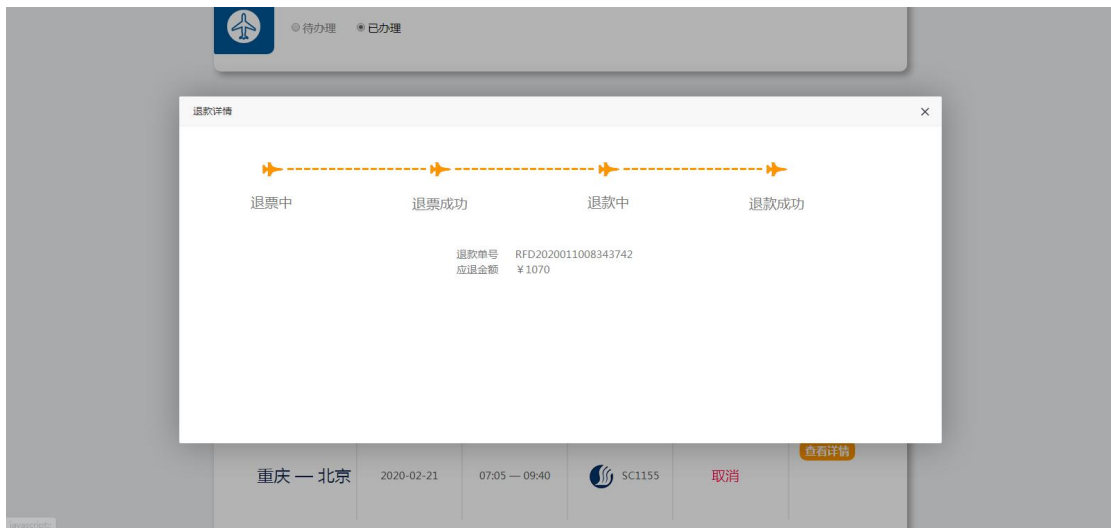 待办理 已办理
退款详情 ×
退票中 退票成功 退款中 退款成功
退款单号 RFD2020011008343742
应退金额 ￥1070
查看详情
重庆 — 北京 2020-02-21 07:05 — 09:40 SC1155 取消
javascript: